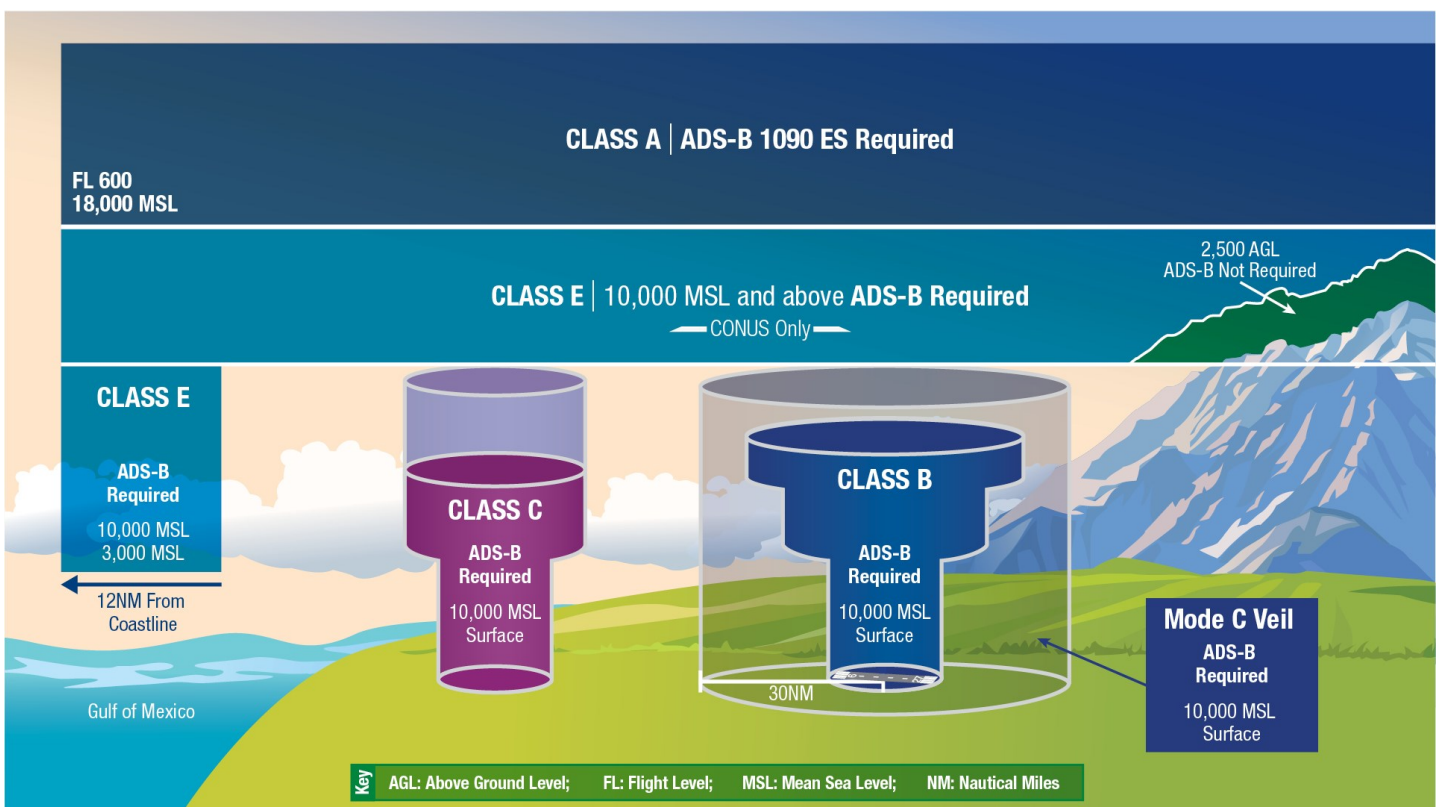 CLASS A | ADS-B 1090 ES Required
FL 600
18,000 MSL
2,500 AGL
ADS-B Not Required
CLASS E | 10,000 MSL and above ADS-B Required
CONUS Only
CLASS E
ADS-B
Required
10,000 MSL
3,000 MSL
12NM From
Coastline
Gulf of Mexico
CLASS C
ADS-B
Required
10,000 MSL
Surface
CLASS B
ADS-B
Required
10,000 MSL
Surface
30NM
Mode C Veil
ADS-B
Required
10,000 MSL
Surface
Key
AGL: Above Ground Level; FL: Flight Level; MSL: Mean Sea Level; NM: Nautical Miles